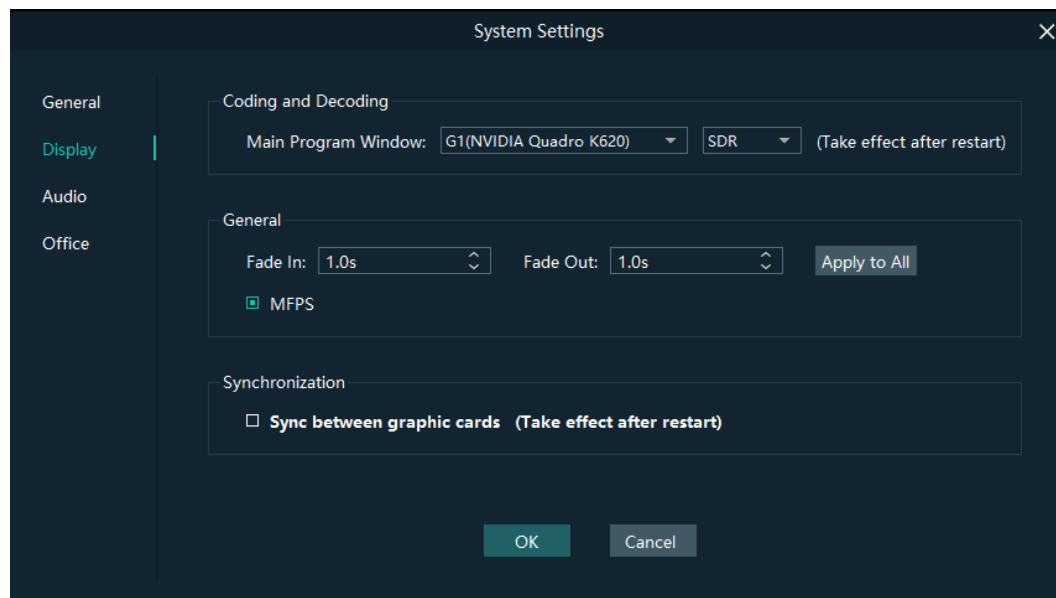 System Settings
General
Display
Audio
Office
Coding and Decoding
Main Program Window: G1(NVIDIA Quadro K620) SDR (Take effect after restart)
General
Fade In: 1.0s Fade Out: 1.0s Apply to All
MFPS
Synchronization
Sync between graphic cards (Take effect after restart)
OK Cancel